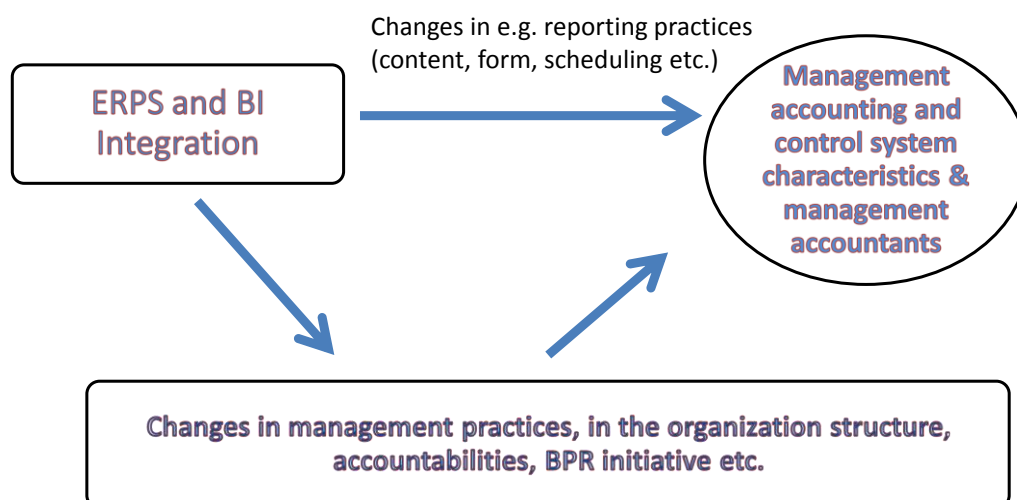 Changes in e.g. reporting practices
(content, form, scheduling etc.)
ERPS and BI
Integration
Management
accounting and
control system
characteristics &
management
accountants
Changes in management practices, in the organization structure,
accountabilities, BPR initiative etc.